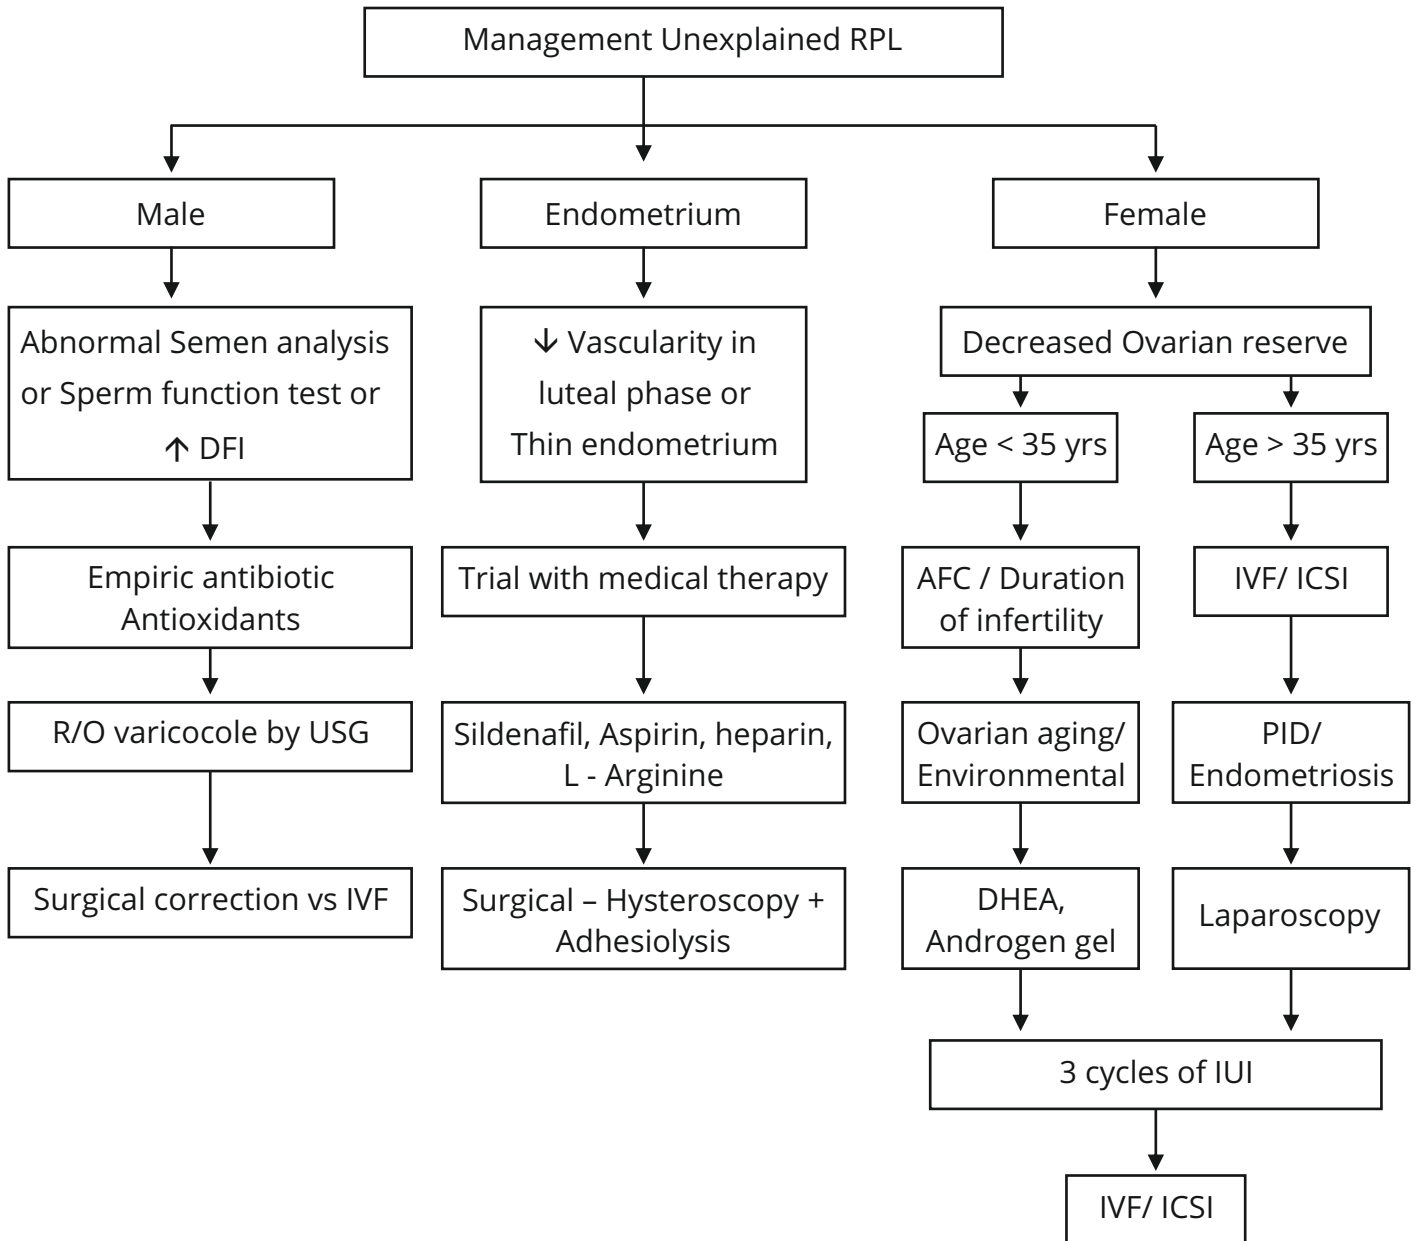 Management Unexplained RPL
Male
Endometrium
Female
Abnormal Semen analysis
or Sperm function test or
↑ DFI
↓ Vascularity in
luteal phase or
Thin endometrium
Decreased Ovarian reserve
Age < 35 yrs
Age > 35 yrs
Empiric antibiotic
Antioxidants
Trial with medical therapy
AFC / Duration
of infertility
IVF/ ICSI
R/O varicocole by USG
Sildenafil, Aspirin, heparin,
L - Arginine
Ovarian aging/
Environmental
PID/
Endometriosis
Surgical correction vs IVF
Surgical – Hysteroscopy +
Adhesiolysis
DHEA,
Androgen gel
Laparoscopy
3 cycles of IUI
IVF/ ICSI